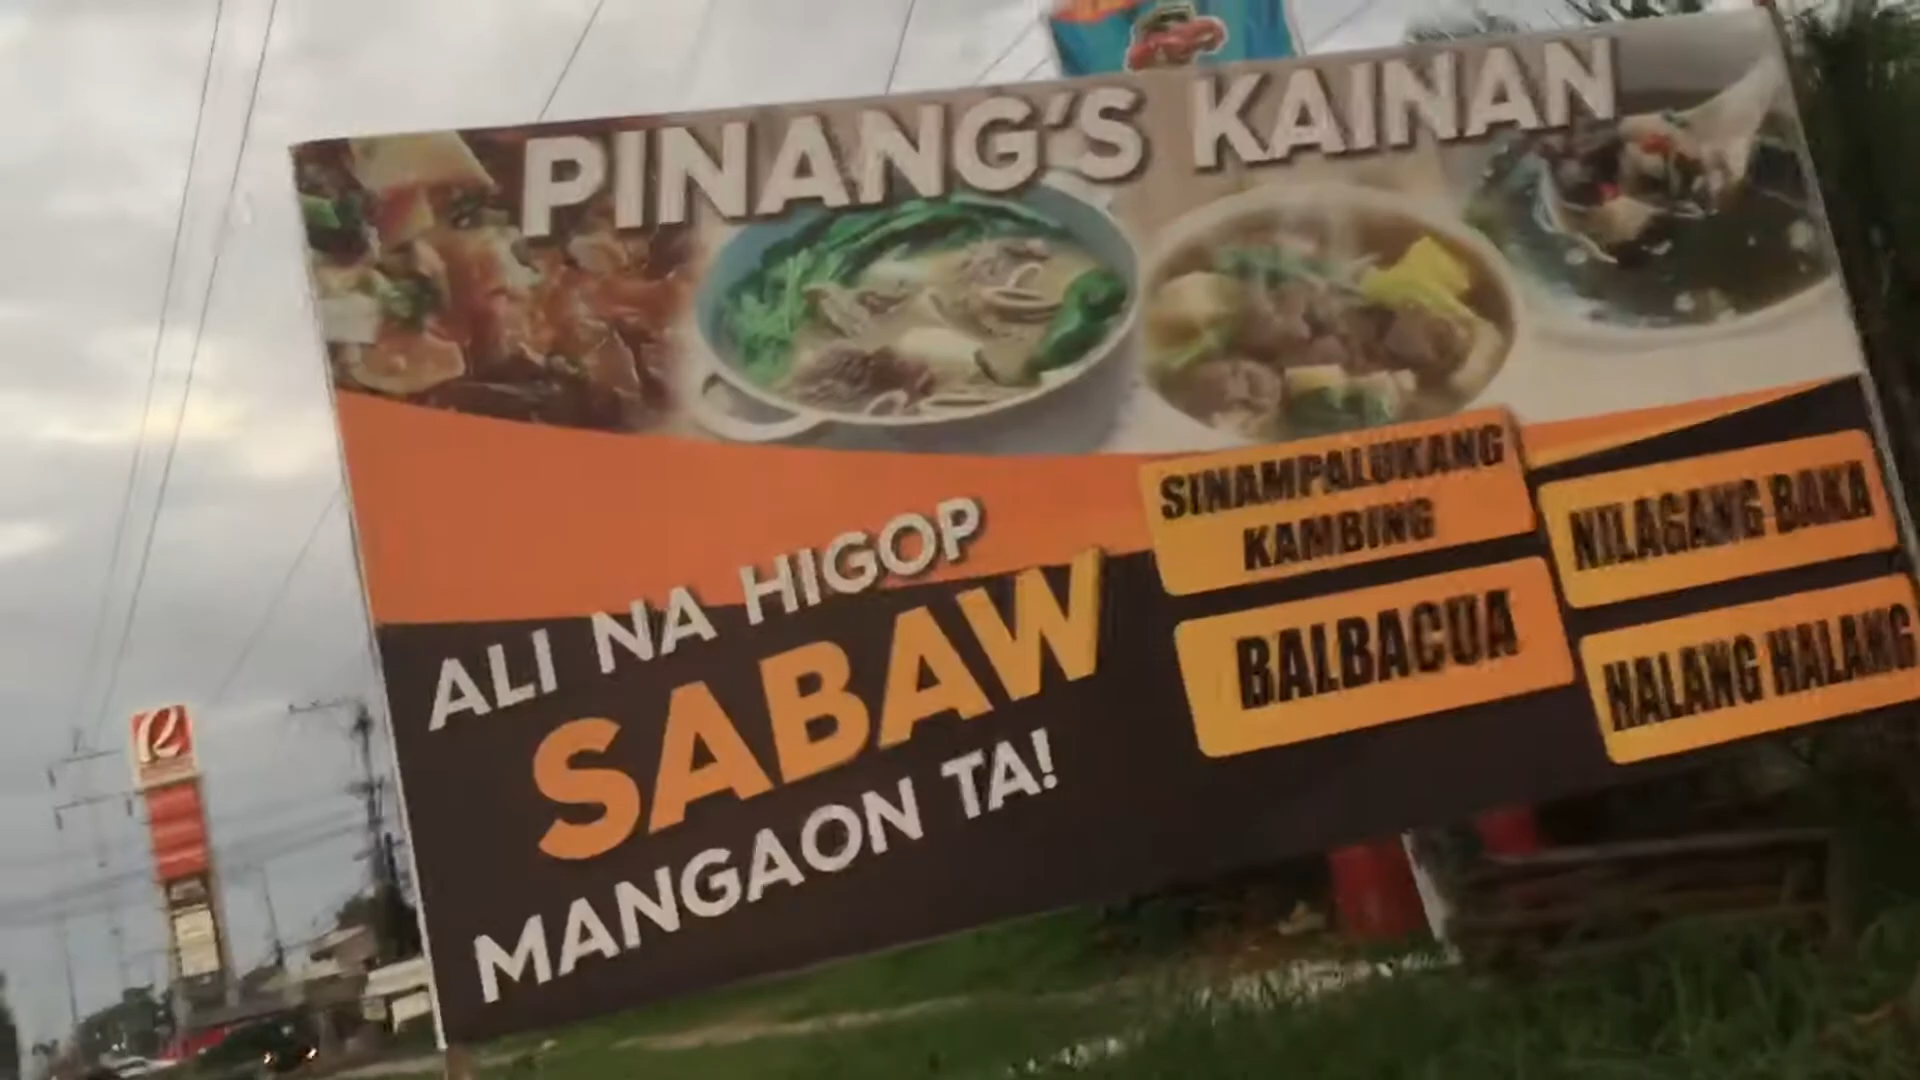 PINANG'S KAINAN
ALI NA HIGOP
SABAW
MANGAON TA!
SINAMPALUKANG
KAMBING
NILAGANG BAKA
BALBACUA
HALANG HALANG